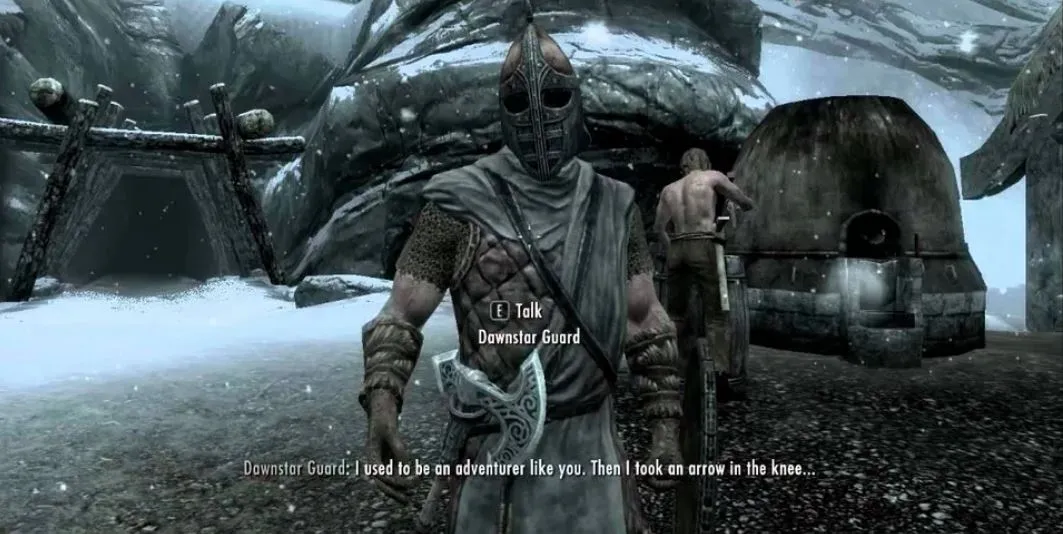 E Talk
Dawnstar Guard
Dawnstar Guard: I used to be an adventurer like you. Then I took an arrow in the knee...